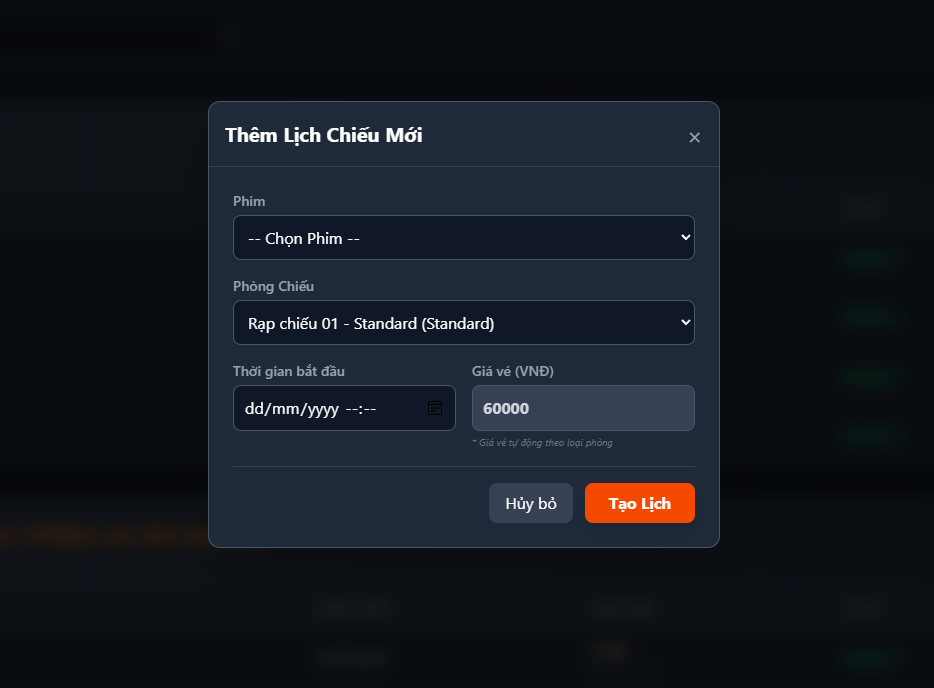 Thêm Lịch Chiếu Mới
×
Phim
-- Chọn Phim --
Phòng Chiếu
Rạp chiếu 01 - Standard (Standard)
Thời gian bắt đầu
Giá vé (VNĐ)
dd/mm/yyyy --:--
60000
* Giá vé tự động theo loại phòng
Hủy bỏ
Tạo Lịch